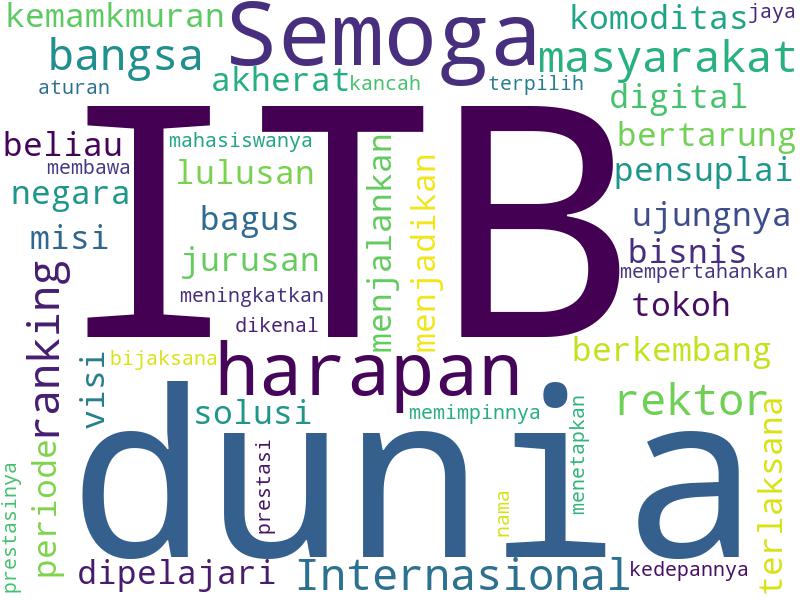 kemamkmuran
Semoga
komoditas
jaya
bangsa
masyarakat
aturan
akherat
kancah
terpilih
digital
ITB
beliau
mahasiswanya
bertarung
membawa
lulusan
pensuplai
negara
menjalankan
menjadikan
bagus
ujungnya
misi
jurusan
bisnis
mempertahankan
ranking
meningkatkan
tokoh
dikenal
visi
bijaksana
harapan
berkembang
solusi
memimpinnya
rektor
dunia
menetapkan
terlaksana
periode
prestasi
prestasinya
nama
dipelajari
Internasional
kedepannya